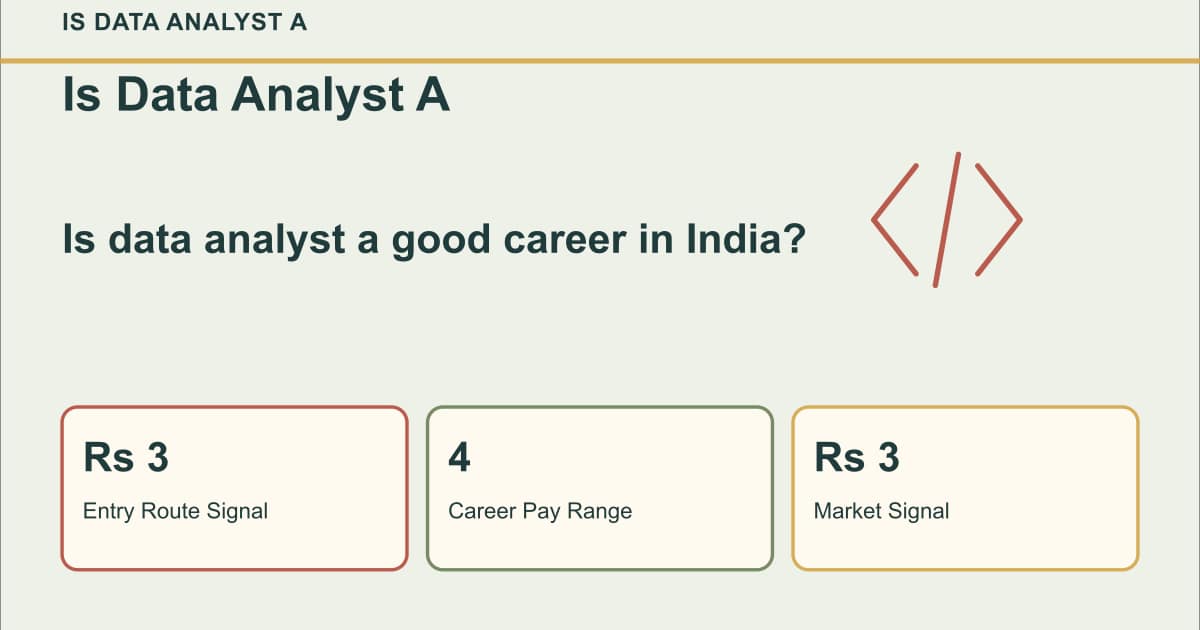 IS DATA ANALYST A
Is Data Analyst A
Is data analyst a good career in India?
Rs 3
Entry Route Signal
4
Career Pay Range
Rs 3
Market Signal